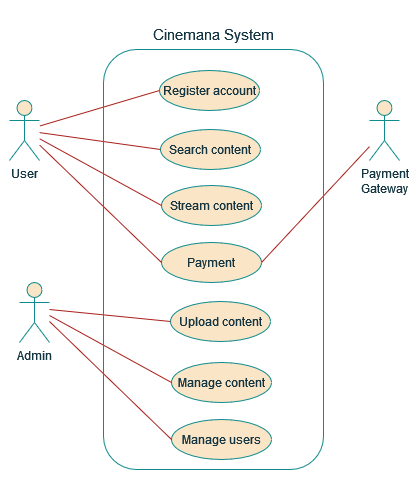 Cinemana System
Register account
Search content
User
Stream content
Payment
Gateway
Payment
Admin
Upload content
Manage content
Manage users